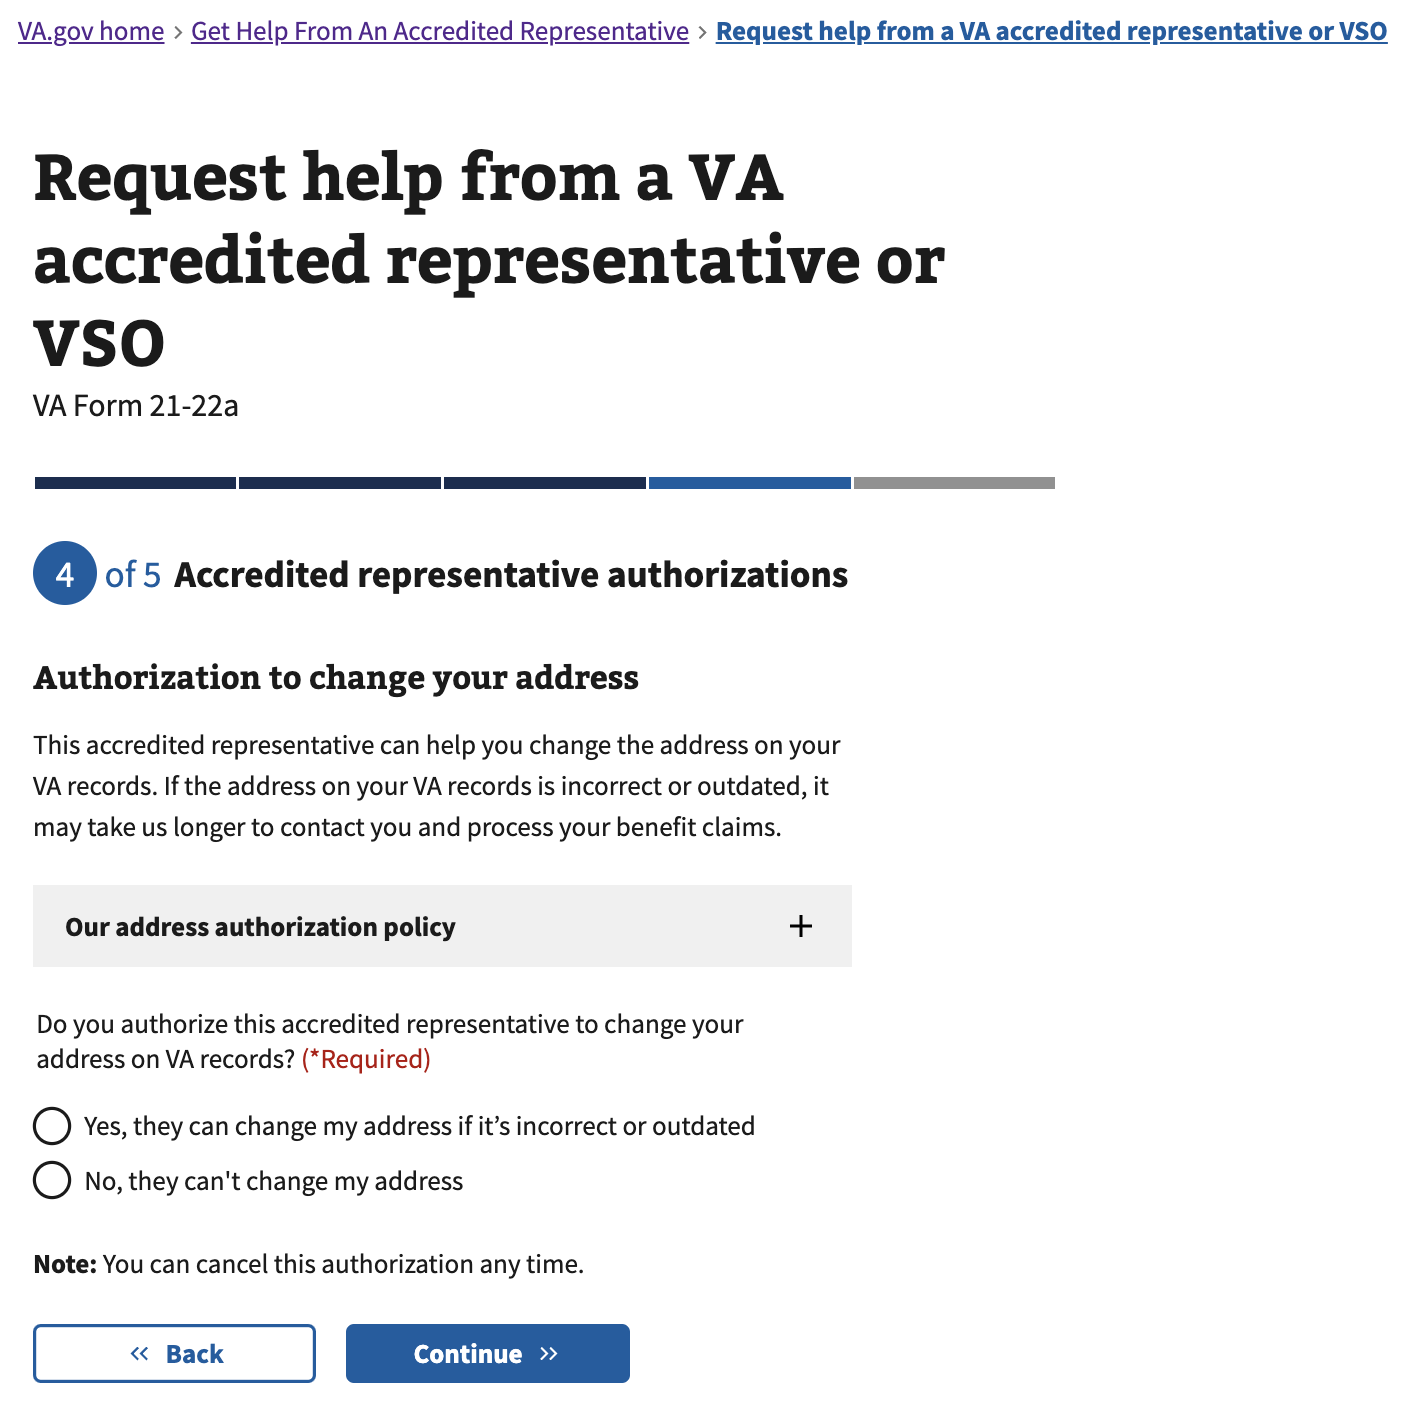 VA.gov home › Get Help From An Accredited Representative › Request help from a VA accredited representative or VSO
Request help from a VA
accredited representative or
VSO
VA Form 21-22a
4 of 5 Accredited representative authorizations
Authorization to change your address
This accredited representative can help you change the address on your
VA records. If the address on your VA records is incorrect or outdated, it
may take us longer to contact you and process your benefit claims.
Our address authorization policy +
Do you authorize this accredited representative to change your
address on VA records? (*Required)
Yes, they can change my address if it’s incorrect or outdated
No, they can't change my address
Note: You can cancel this authorization any time.
« Back
Continue »